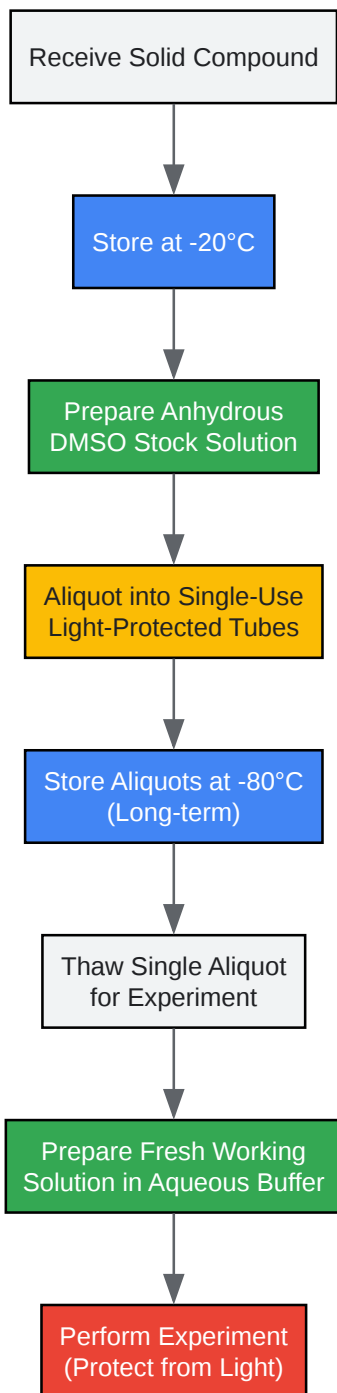 Receive Solid Compound
Store at -20°C
Prepare Anhydrous
DMSO Stock Solution
Aliquot into Single-Use
Light-Protected Tubes
Store Aliquots at -80°C
(Long-term)
Thaw Single Aliquot
for Experiment
Prepare Fresh Working
Solution in Aqueous Buffer
Perform Experiment
(Protect from Light)